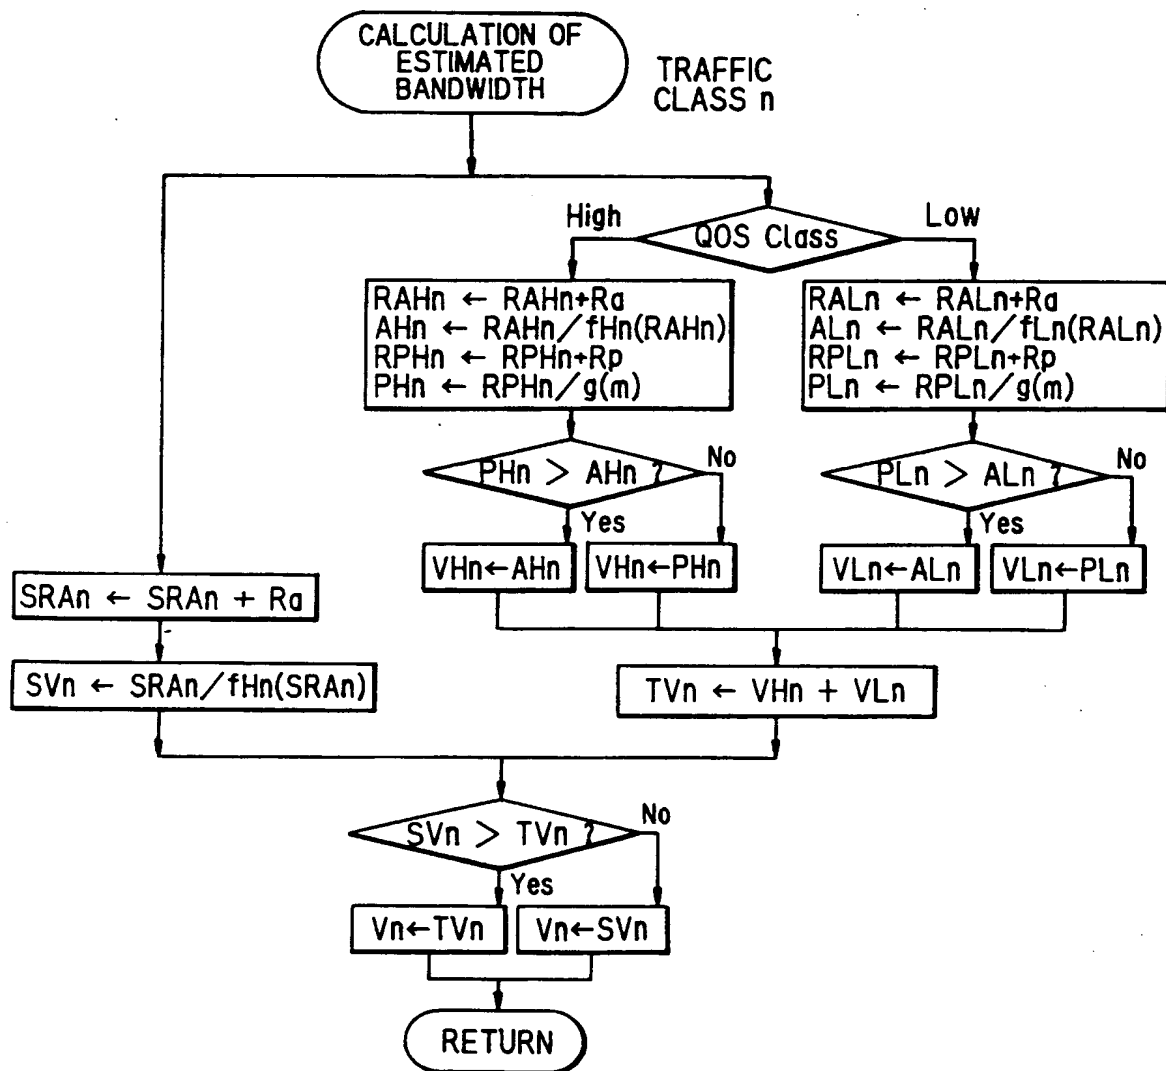 CALCULATION OF
ESTIMATED
BANDWIDTH
TRAFFIC
CLASS n
High
QOS Class
Low
RAHn ← RAHn+Ra
AHn ← RAHn/fHn(RAHn)
RPHn ← RPHn+Rp
PHn ← RPHn/g(m)
RALn ← RALn+Ra
ALn ← RALn/fLn(RALn)
RPLn ← RPLn+Rp
PLn ← RPLn/g(m)
PHn > AHn ?
No
Yes
PLn > ALn ?
No
Yes
VHn←AHn
VHn←PHn
VLn←ALn
VLn←PLn
SRAn ← SRAn + Ra
SVn ← SRAn/fHn(SRAn)
TVn ← VHn + VLn
SVn > TVn ?
No
Yes
Vn←TVn
Vn←SVn
RETURN